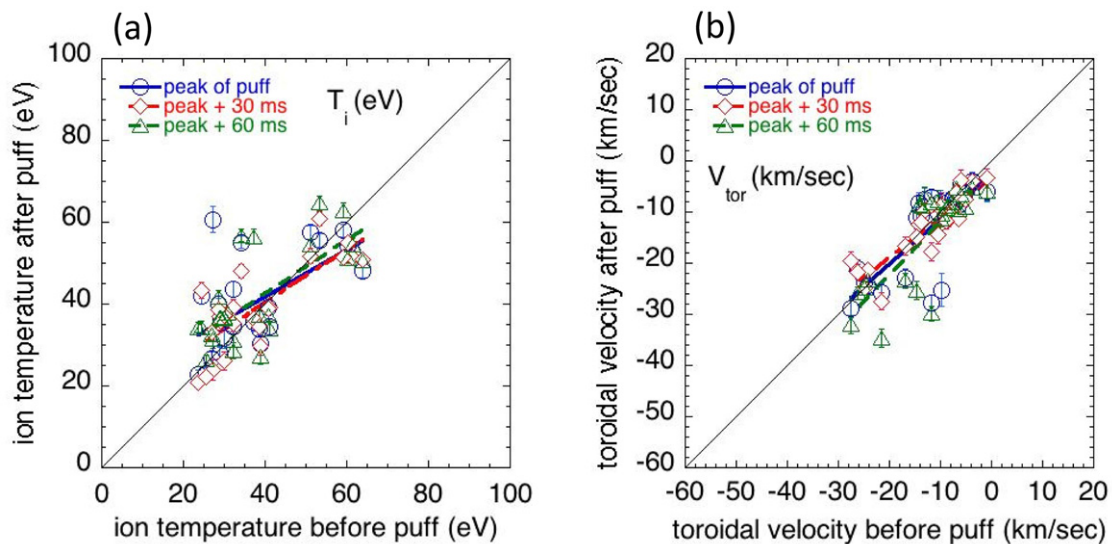 (a)
100
80
60
40
20
0
0 20 40 60 80 100
ion temperature after puff (eV)
ion temperature before puff (eV)
peak of puff
peak + 30 ms
peak + 60 ms
T_i (eV)
(b)
20
10
0
-10
-20
-30
-40
-50
-60
-60 -50 -40 -30 -20 -10 0 10 20
toroidal velocity after puff (km/sec)
toroidal velocity before puff (km/sec)
peak of puff
peak + 30 ms
peak + 60 ms
V_tor (km/sec)